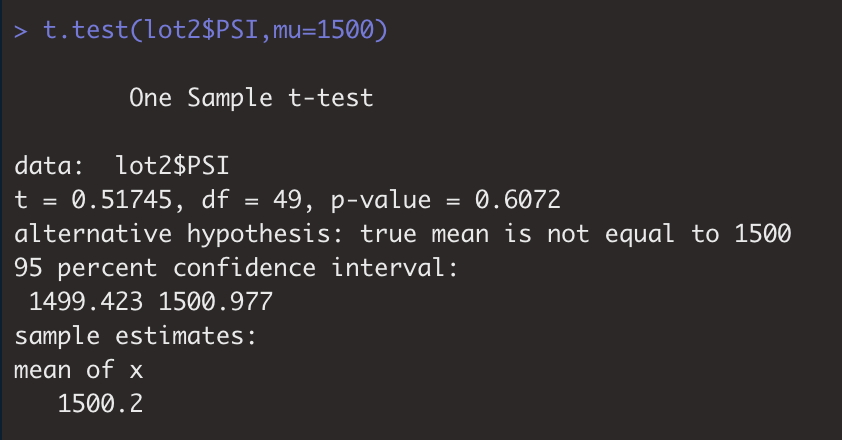 > t.test(lot2$PSI,mu=1500)
One Sample t-test
data:  lot2$PSI
t = 0.51745, df = 49, p-value = 0.6072
alternative hypothesis: true mean is not equal to 1500
95 percent confidence interval:
1499.423 1500.977
sample estimates:
mean of x
1500.2